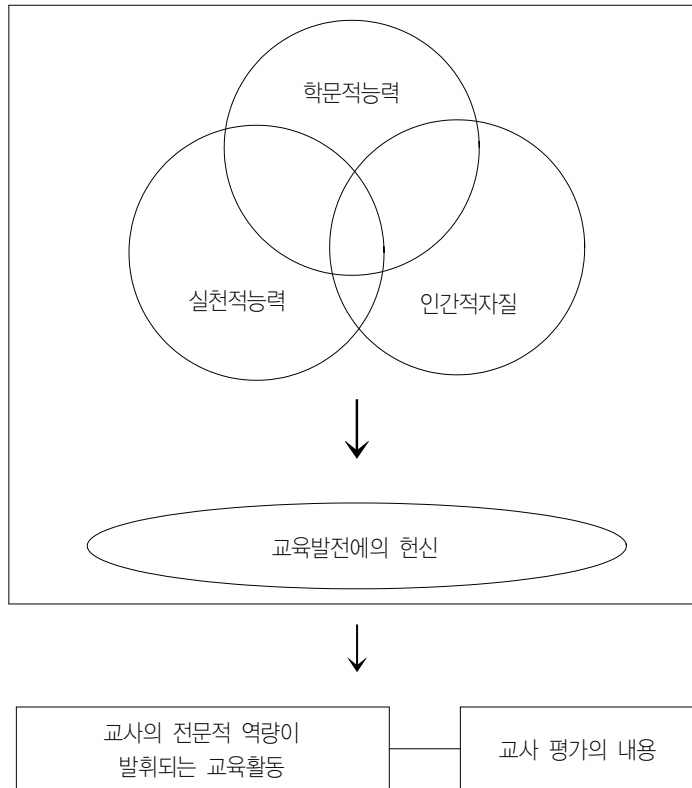 학문적능력
실천적능력
인간적자질
교육발전에의 헌신
교사의 전문적 역량이
발휘되는 교육활동
교사 평가의 내용